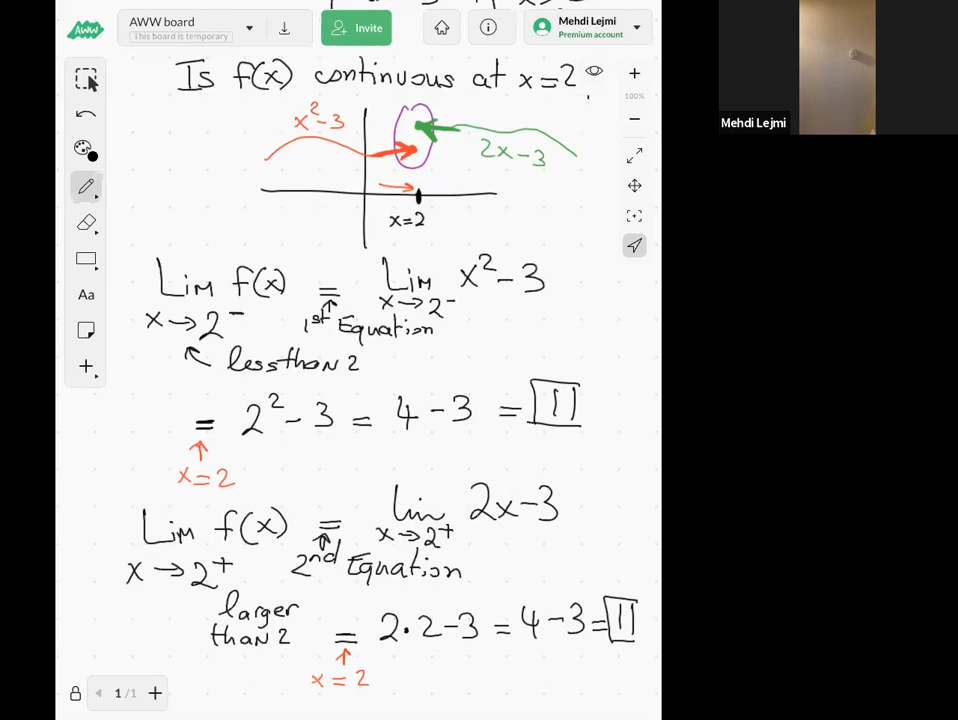 AWW board
This board is temporary
Invite
Mehdi Lejmi
Premium account
AWW
Is f(x) continuous at x=2?
100%
x²-3
2x-3
x=2
Lim f(x) = Lim x²-3
x→2⁻ 1st Equation x→2⁻
less than 2
= 2²-3 = 4-3 = 1
x=2
Lim f(x) = lim 2x-3
x→2⁺ 2nd Equation x→2⁺
larger than 2
= 2·2-3 = 4-3 = 1
x=2
Aa
1/1
Mehdi Lejmi